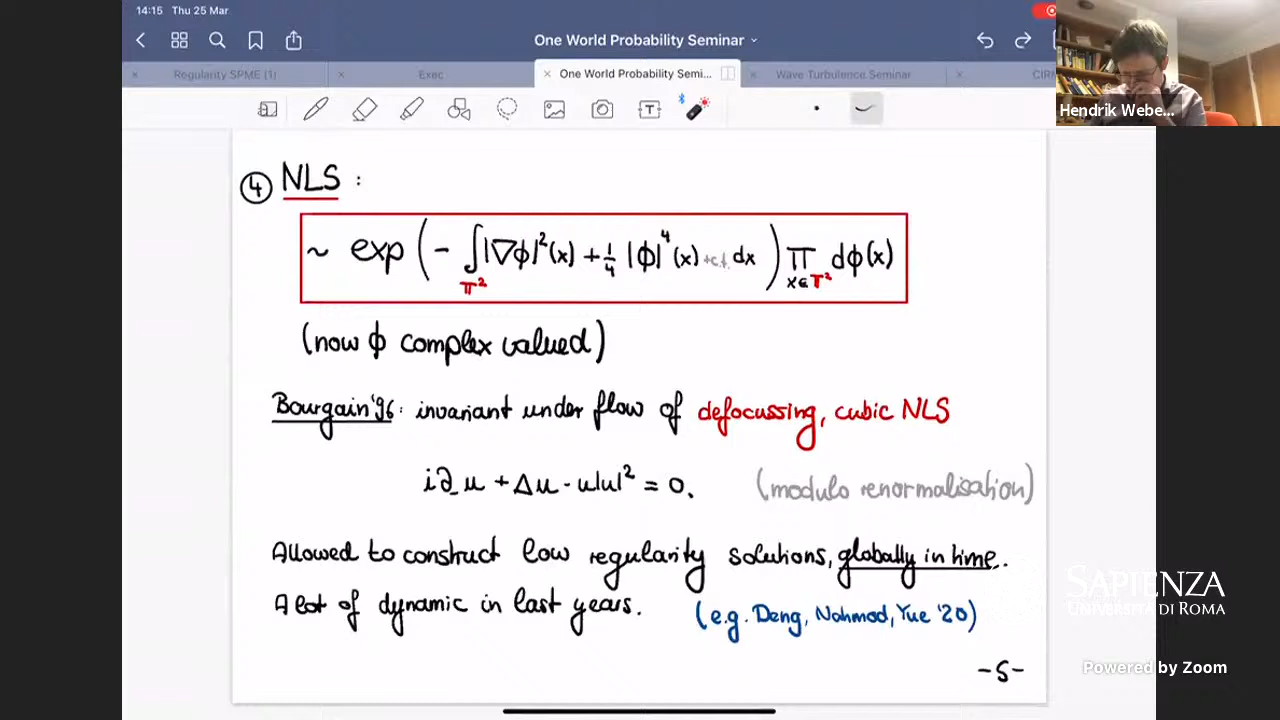 14:15 Thu 25 Mar
One World Probability Seminar
Regularity SPME (1)
Exec
One World Probability Semi...
Wave Turbulence Seminar
CIRM
Hendrik Webe...
④ NLS :
~ exp ( - ∫_{𝕋²} |∇ϕ|²(x) + 1/4 |ϕ|⁴(x) +c.t. dx ) ∏_{x∈𝕋²} dϕ(x)
(now ϕ complex valued)
Bourgain '96: invariant under flow of defocussing, cubic NLS
i∂_u + Δu - u|u|² = 0. (modulo renormalisation)
Allowed to construct low regularity solutions, globally in time.
A lot of dynamic in last years. (e.g. Deng, Nahmod, Yue '20)
-5-
SAPIENZA
UNIVERSITÀ DI ROMA
Powered by Zoom